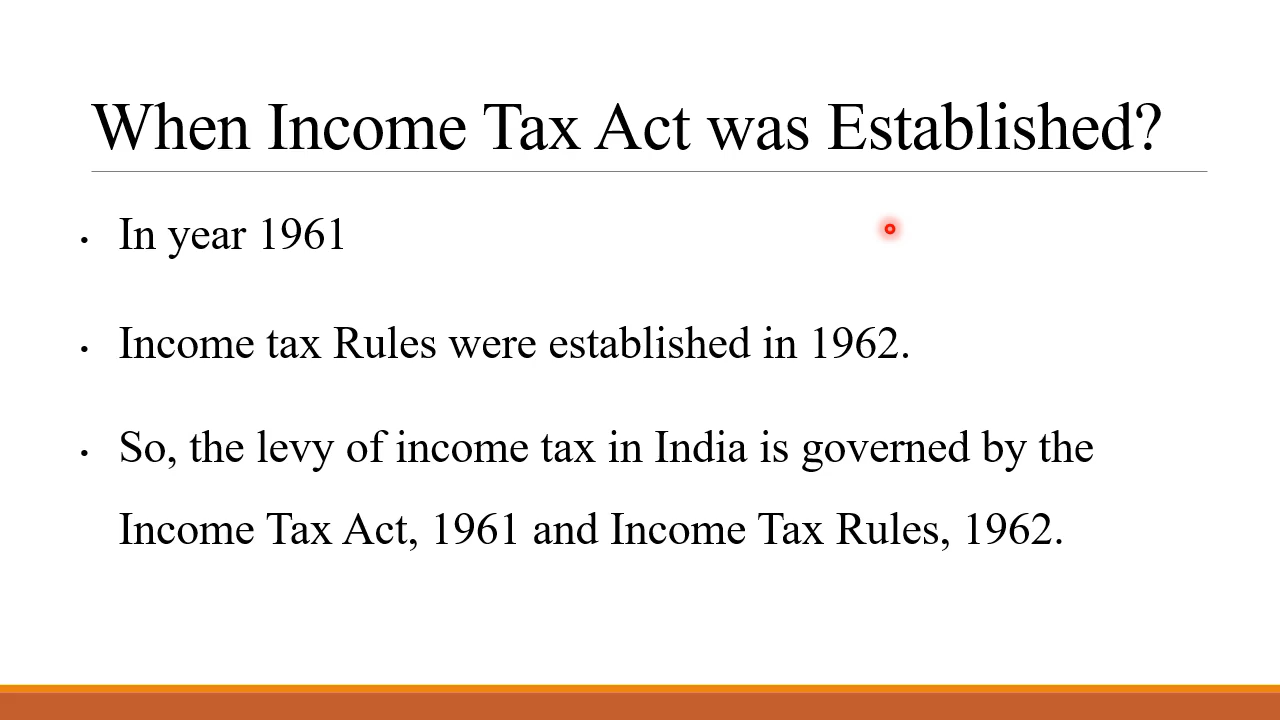 When Income Tax Act was Established?
• In year 1961
• Income tax Rules were established in 1962.
• So, the levy of income tax in India is governed by the
Income Tax Act, 1961 and Income Tax Rules, 1962.